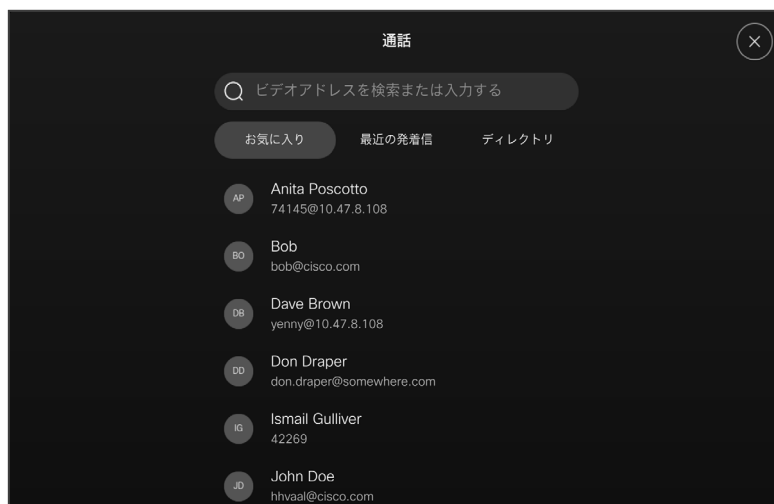 通話
ビデオアドレスを検索または入力する
お気に入り 最近の発着信 ディレクトリ
AP Anita Poscotto
74145@10.47.8.108
BO Bob
bob@cisco.com
DB Dave Brown
yenny@10.47.8.108
DD Don Draper
don.draper@somewhere.com
IG Ismail Gulliver
42269
JD John Doe
hhvaal@cisco.com